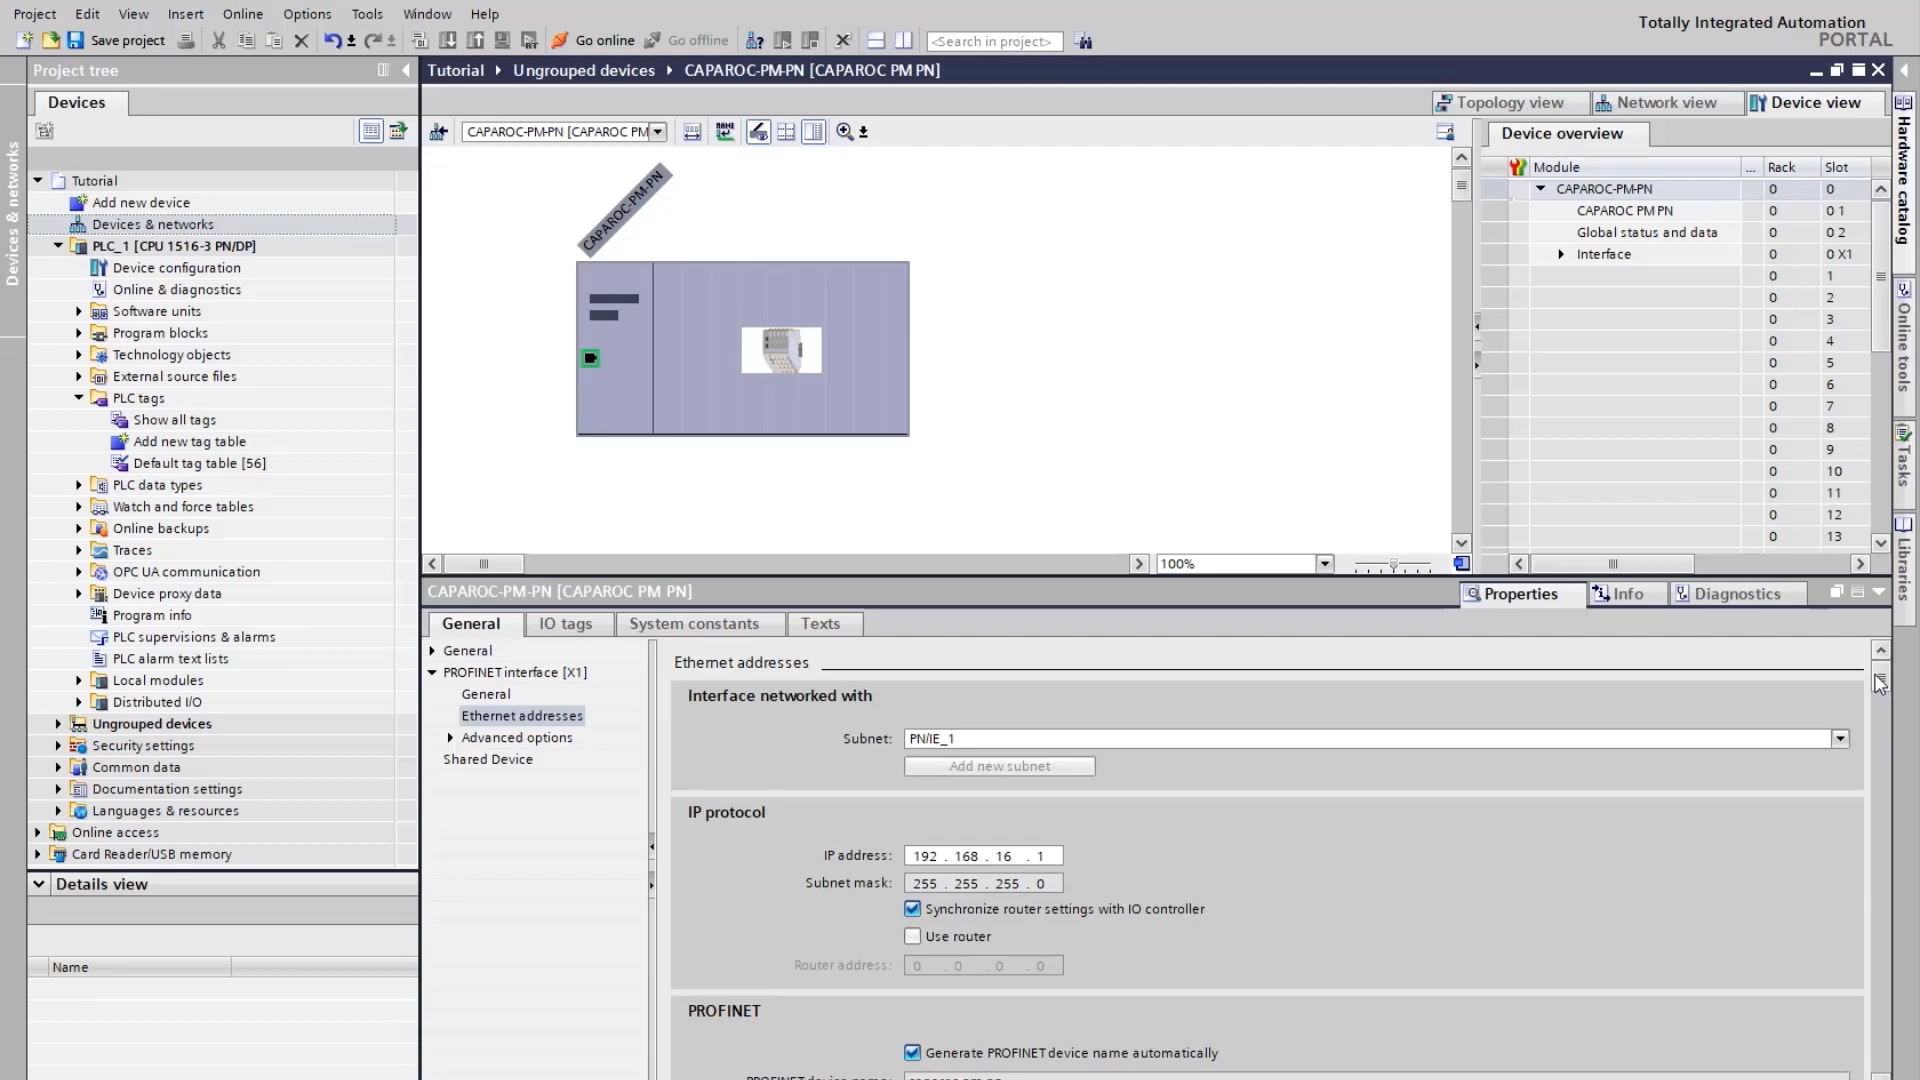 Project Edit View Insert Online Options Tools Window Help
Totally Integrated Automation
PORTAL
Save project Go online Go offline <Search in project>
Project tree
Tutorial Ungrouped devices CAPAROC-PM-PN [CAPAROC PM PN]
Devices
Topology view Network view Device view
CAPAROC-PM-PN [CAPAROC PM
Device overview
Devices & networks
Hardware catalog
Online tools
Tasks
Libraries
Tutorial
Add new device
Devices & networks
PLC_1 [CPU 1516-3 PN/DP]
Device configuration
Online & diagnostics
Software units
Program blocks
Technology objects
External source files
PLC tags
Show all tags
Add new tag table
Default tag table [56]
PLC data types
Watch and force tables
Online backups
Traces
OPC UA communication
Device proxy data
Program info
PLC supervisions & alarms
PLC alarm text lists
Local modules
Distributed I/O
Ungrouped devices
Security settings
Common data
Documentation settings
Languages & resources
Online access
Card Reader/USB memory
Details view
Name
CAPAROC-PM-PN
100%
Module ... Rack Slot
CAPAROC-PM-PN 0 0
CAPAROC PM PN 0 0 1
Global status and data 0 0 2
Interface 0 0 X1
0 1
0 2
0 3
0 4
0 5
0 6
0 7
0 8
0 9
0 10
0 11
0 12
0 13
CAPAROC-PM-PN [CAPAROC PM PN]
Properties Info Diagnostics
General IO tags System constants Texts
General
PROFINET interface [X1]
General
Ethernet addresses
Advanced options
Shared Device
Ethernet addresses
Interface networked with
Subnet: PN/IE_1
Add new subnet
IP protocol
IP address: 192 . 168 . 16 . 1
Subnet mask: 255 . 255 . 255 . 0
Synchronize router settings with IO controller
Use router
Router address: 0 . 0 . 0 . 0
PROFINET
Generate PROFINET device name automatically